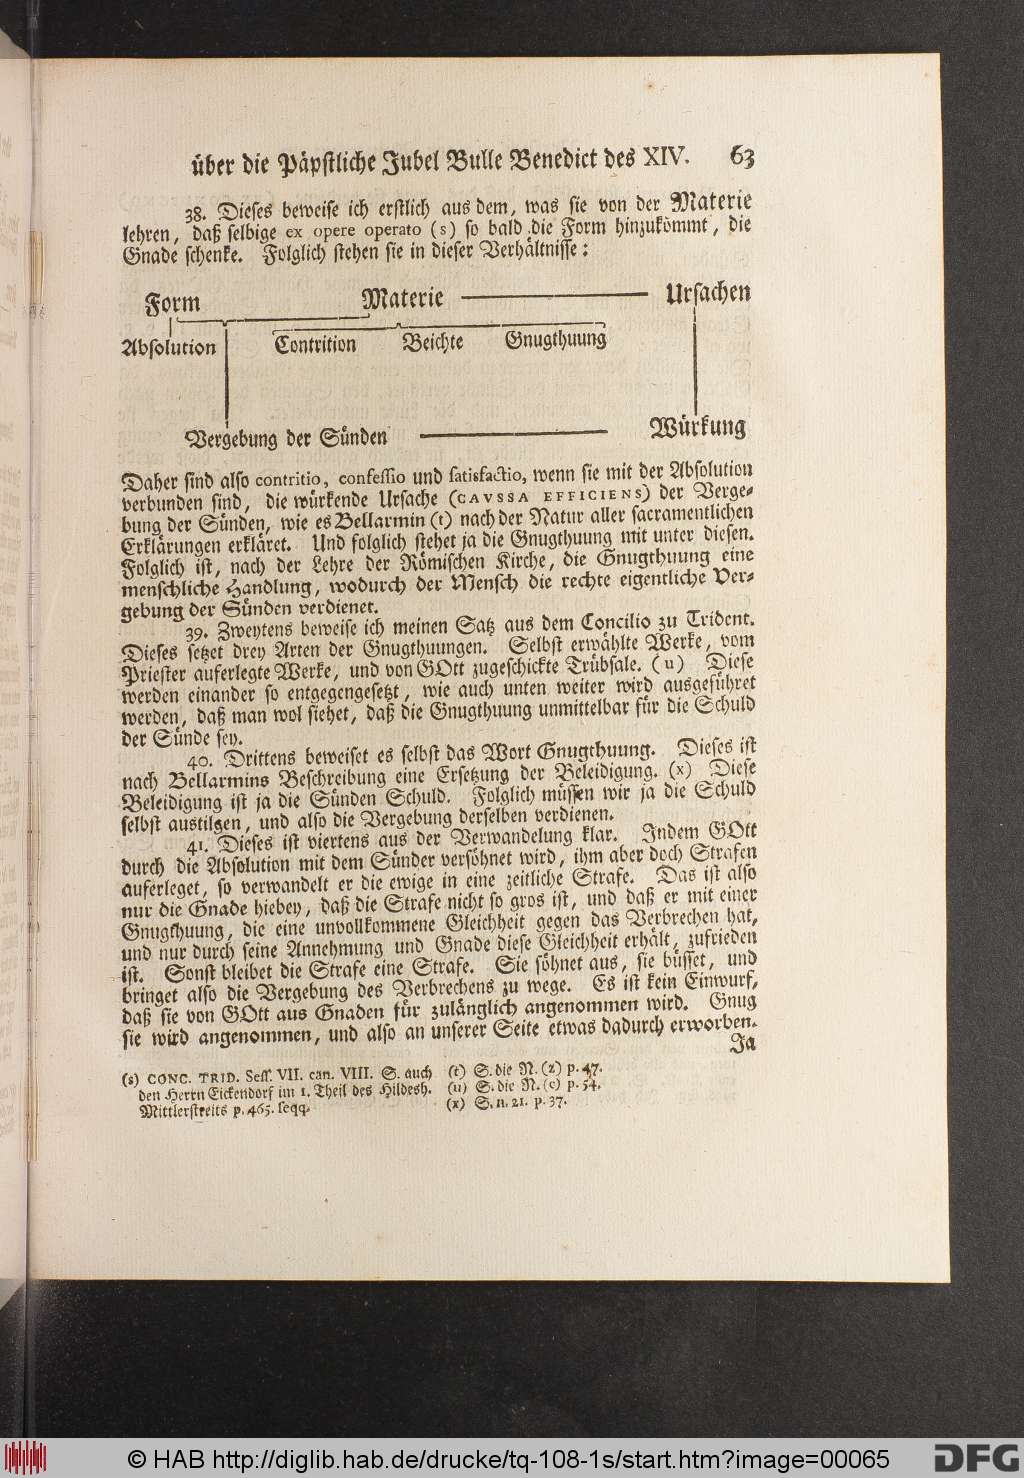 über die Päpstliche Jubel Bulle Benedict des XIV. 63
38. Dieses beweise ich erstlich aus dem, was sie von der Materie
lehren, daß selbige ex opere operato (s) so bald die Form hinzukömmt, die
Gnade schenke. Folglich stehen sie in dieser Verhältnisse:
Form Materie Ursachen
Absolution Contrition Beichte Gnugthuung
Vergebung der Sünden Würkung
Daher sind also contritio, confessio und satisfactio, wenn sie mit der Absolution
verbunden sind, die würkende Ursache (CAVSSA EFFICIENS) der Verge-
bung der Sünden, wie es Bellarmin (t) nach der Natur aller sacramentlichen
Erklärungen erkläret. Und folglich stehet ja die Gnugthuung mit unter diesen.
Folglich ist, nach der Lehre der Römischen Kirche, die Gnugthuung eine
menschliche Handlung, wodurch der Mensch die rechte eigentliche Ver-
gebung der Sünden verdienet.
39. Zweytens beweise ich meinen Satz aus dem Concilio zu Trident.
Dieses setzet drey Arten der Gnugthuungen. Selbst erwählte Werke, vom
Priester auferlegte Werke, und von GOtt zugeschickte Trübsale. (u) Diese
werden einander so entgegengesetzt, wie auch unten weiter wird ausgeführet
werden, daß man wol siehet, daß die Gnugthuung unmittelbar für die Schuld
der Sünde sey.
40. Drittens beweiset es selbst das Wort Gnugthuung. Dieses ist
nach Bellarmins Beschreibung eine Ersetzung der Beleidigung. (x) Diese
Beleidigung ist ja die Sünden Schuld. Folglich müssen wir ja die Schuld
selbst austilgen, und also die Vergebung derselben verdienen.
41. Dieses ist viertens aus der Verwandelung klar. Indem GOtt
durch die Absolution mit dem Sünder versöhnet wird, ihm aber doch Strafen
auferleget, so verwandelt er die ewige in eine zeitliche Strafe. Das ist also
nur die Gnade hiebey, daß die Strafe nicht so gros ist, und daß er mit einer
Gnugthuung, die eine unvollkommene Gleichheit gegen das Verbrechen hat,
und nur durch seine Annehmung und Gnade diese Gleichheit erhält, zufrieden
ist. Sonst bleibet die Strafe eine Strafe. Sie söhnet aus, sie büsset, und
bringet also die Vergebung des Verbrechens zu wege. Es ist kein Einwurf,
daß sie von GOtt aus Gnaden für zulänglich angenommen wird. Gnug
sie wird angenommen, und also an unserer Seite etwas dadurch erworben.
Ja
(s) CONC. TRID. Sess. VII. can. VIII. S. auch
den Herrn Eickendorf im 1. Theil des Hildesh.
Mittlerstreits p. 465. seqq.
(t) S. die N. (z) p. 47.
(u) S. die N. (c) p. 54.
(x) S. n. 21. p. 37.
© HAB http://diglib.hab.de/drucke/tq-108-1s/start.htm?image=00065
DFG